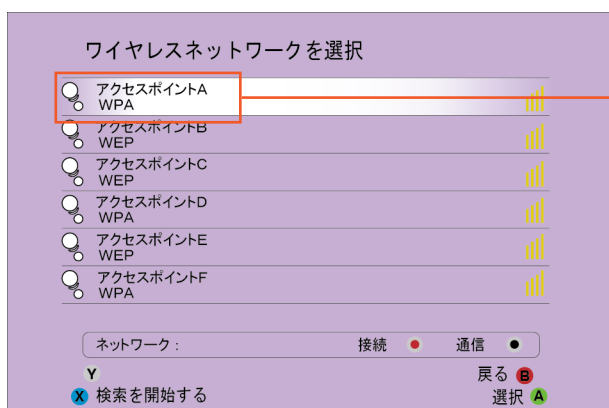 ワイヤレスネットワークを選択
アクセスポイントA
WPA
アクセスポイントB
WEP
アクセスポイントC
WEP
アクセスポイントD
WPA
アクセスポイントE
WEP
アクセスポイントF
WPA
ネットワーク： 接続 通信
Y 戻る B
X 検索を開始する 選択 A